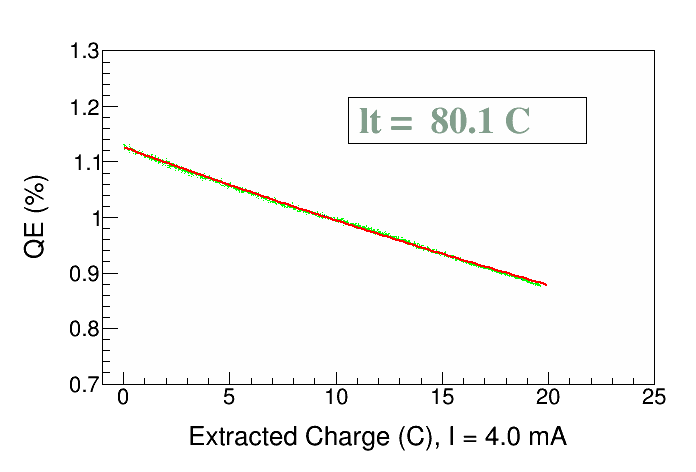 1.3
1.2
lt = 80.1 C
1.1
1
0.9
0.8
0.7
QE (%)
0 5 10 15 20 25
Extracted Charge (C), I = 4.0 mA